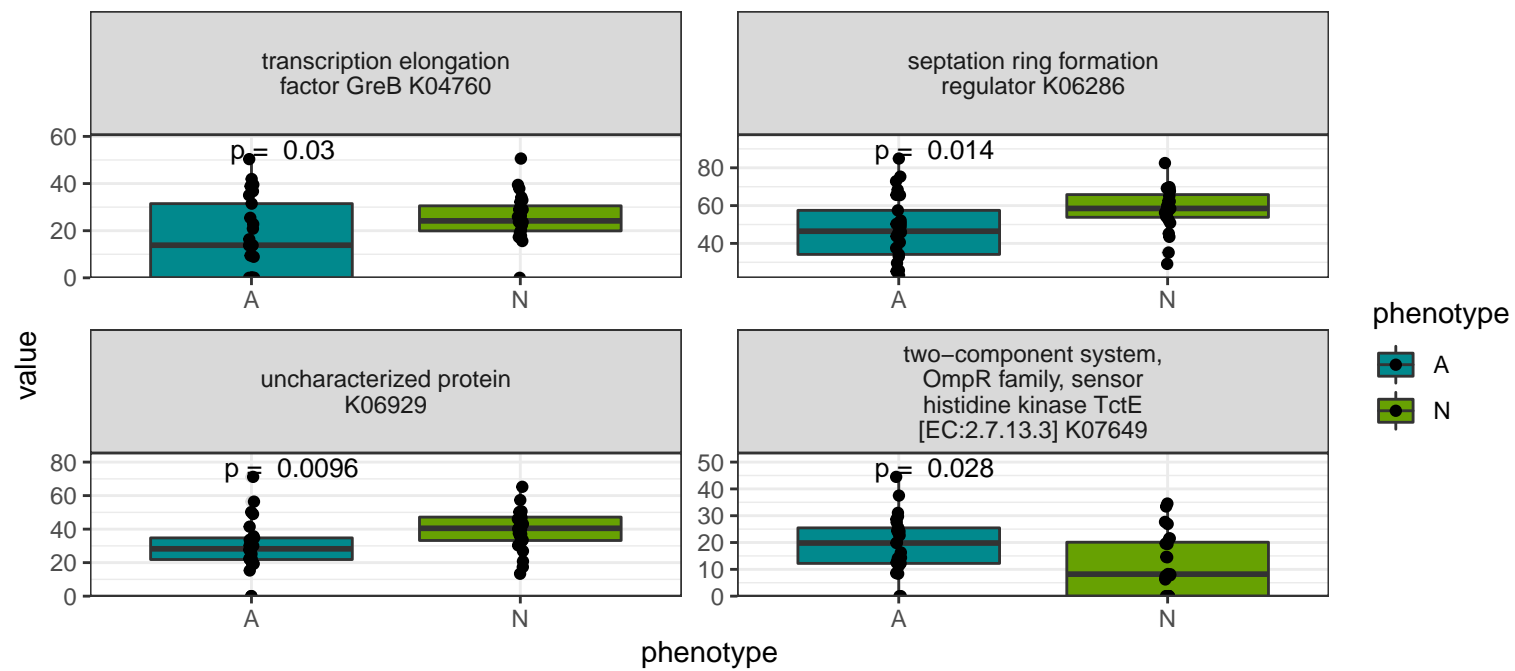 transcription elongation
factor GreB K04760
septation ring formation
regulator K06286
60
40
20
0
p = 0.03
A
N
80
60
40
p = 0.014
A
N
value
uncharacterized protein
K06929
two−component system,
OmpR family, sensor
histidine kinase TctE
[EC:2.7.13.3] K07649
80
60
40
20
0
p = 0.0096
A
N
50
40
30
20
10
0
p = 0.028
A
N
phenotype
phenotype
A
N